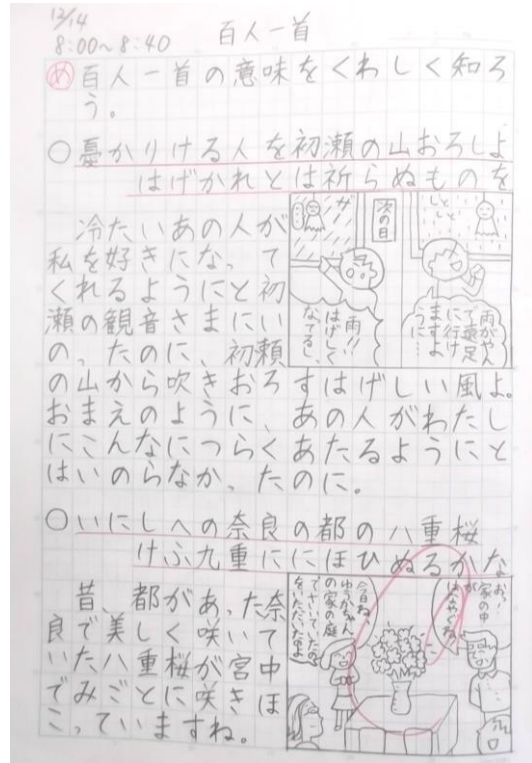 12/14
8:00〜8:40 百人一首
め 百人一首の意味をくわしく知ろ
う。
○憂かりける人を初瀬の山おろしよ
はげかれとは祈らぬものを
冷たいあの人が
私を好きになって
くれるようにと初
瀬の観音さまにい
のったのに、初瀬
の山から吹きおろすはげしい風よ。
おまえのように、あの人がわたし
にこんなにつらくあたるようにと
はいのらなかったのに。
雨がやん
で遠足
に行け
ますよ
うに…
次の日
ガーン
雨!!
はげしく
なってるし、
○いにしへの奈良の都の八重桜
けふ九重ににほひぬるかな
昔、都があった奈
良で美しく咲いて
いた八重桜が宮中
でみごとに咲きほ
こっていますね。
お!
家の中が
はなやかだね
今日ね、
ゆうかちゃん
の家の庭
でさいていたの
をいただいたのよ